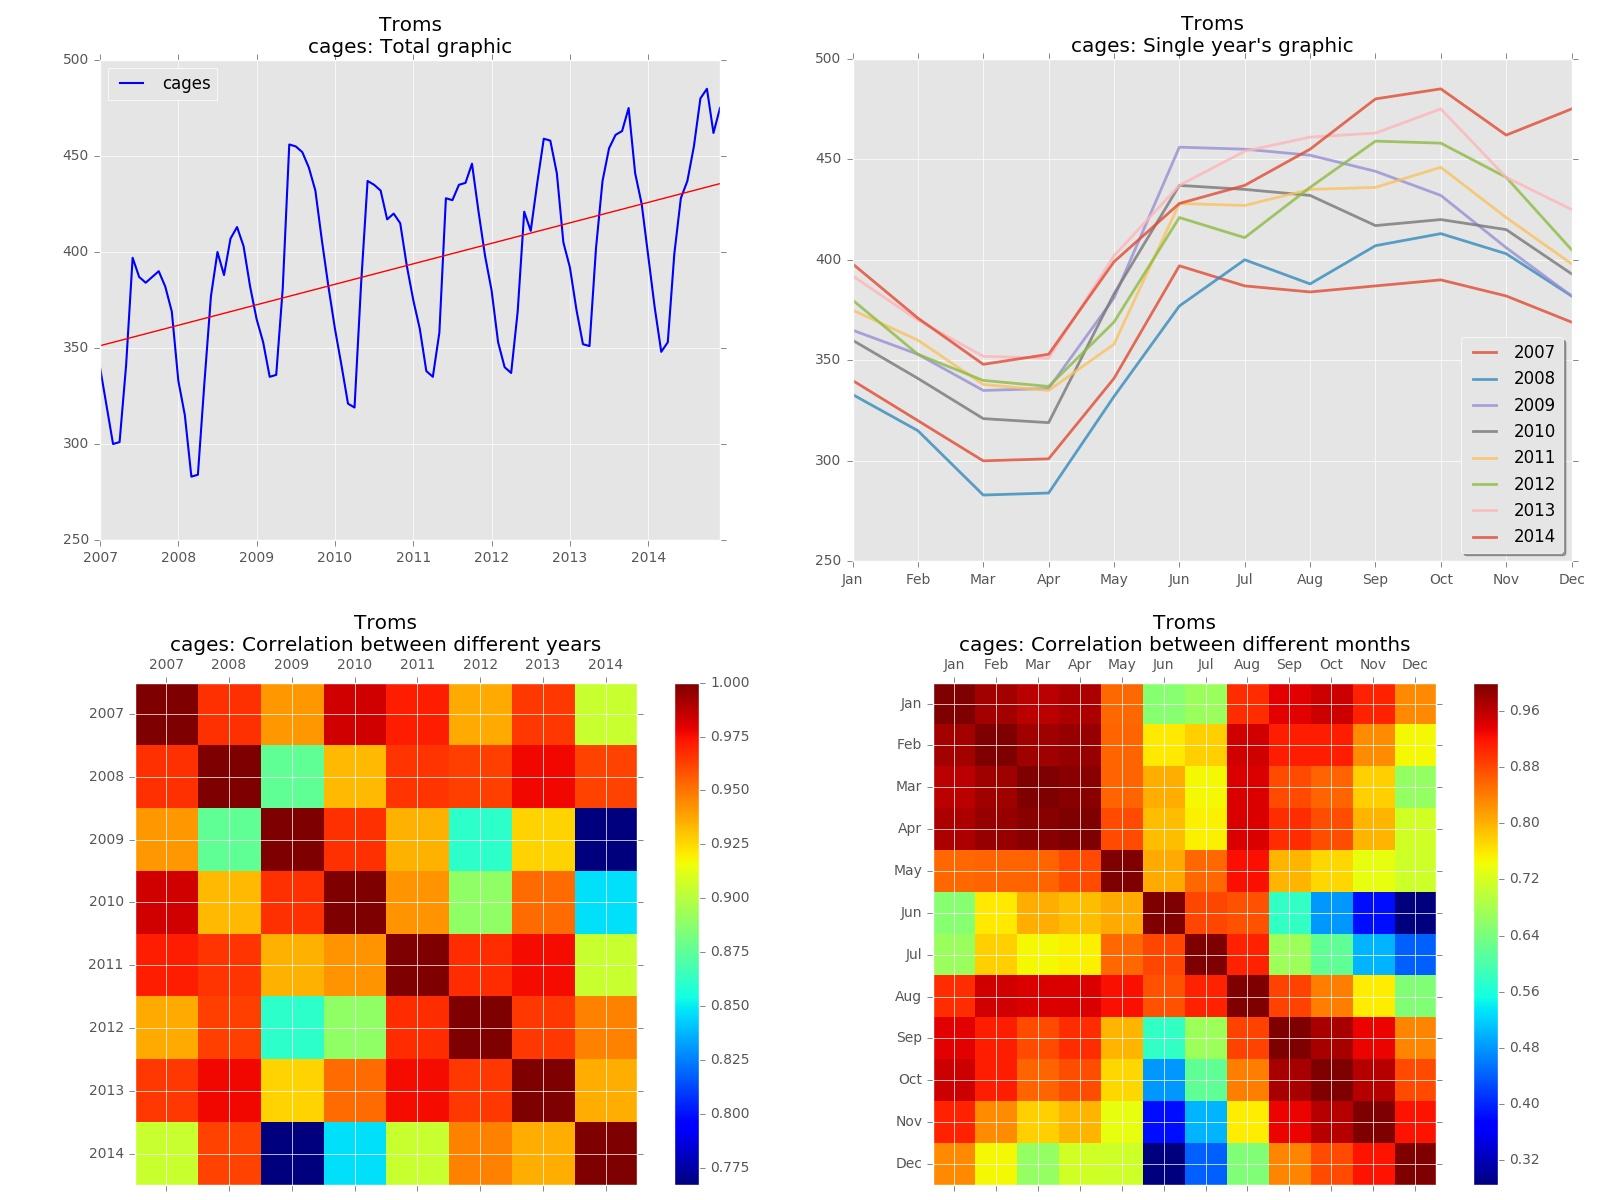 Troms
cages: Total graphic
500
450
400
350
300
250
cages
2007 2008 2009 2010 2011 2012 2013 2014
Troms
cages: Single year's graphic
500
450
400
350
300
250
2007
2008
2009
2010
2011
2012
2013
2014
Jan Feb Mar Apr May Jun Jul Aug Sep Oct Nov Dec
Troms
cages: Correlation between different years
2007 2008 2009 2010 2011 2012 2013 2014
2007
2008
2009
2010
2011
2012
2013
2014
1.000
0.975
0.950
0.925
0.900
0.875
0.850
0.825
0.800
0.775
Troms
cages: Correlation between different months
Jan Feb Mar Apr May Jun Jul Aug Sep Oct Nov Dec
Jan
Feb
Mar
Apr
May
Jun
Jul
Aug
Sep
Oct
Nov
Dec
0.96
0.88
0.80
0.72
0.64
0.56
0.48
0.40
0.32